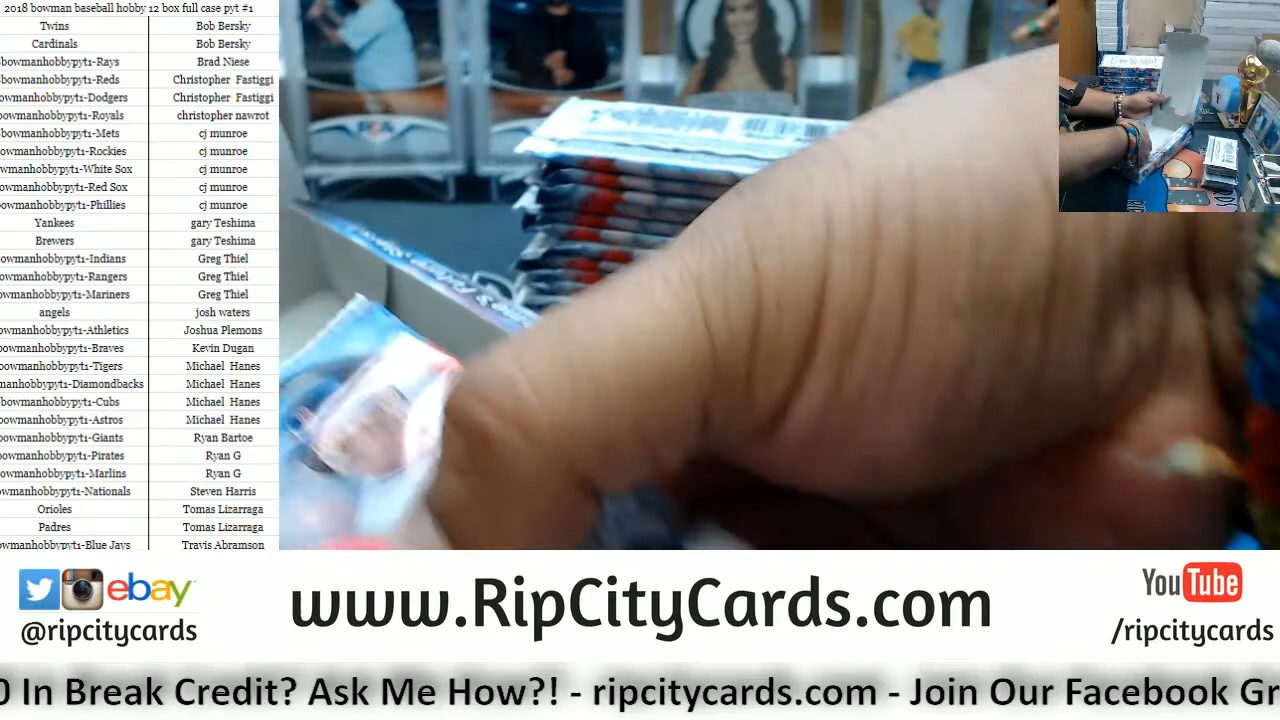 2018 bowman baseball hobby 12 box full case pyt #1
Twins Bob Bersky
Cardinals Bob Bersky
bowmanhobbypyt1-Rays Brad Niese
bowmanhobbypyt1-Reds Christopher Fastiggi
owmanhobbypyt1-Dodgers Christopher Fastiggi
owmanhobbypyt1-Royals christopher nawrot
owmanhobbypyt1-Mets cj munroe
owmanhobbypyt1-Rockies cj munroe
wmanhobbypyt1-White Sox cj munroe
wmanhobbypyt1-Red Sox cj munroe
owmanhobbypyt1-Phillies cj munroe
Yankees gary Teshima
Brewers gary Teshima
owmanhobbypyt1-Indians Greg Thiel
owmanhobbypyt1-Rangers Greg Thiel
owmanhobbypyt1-Mariners Greg Thiel
angels josh waters
owmanhobbypyt1-Athletics Joshua Plemons
owmanhobbypyt1-Braves Kevin Dugan
owmanhobbypyt1-Tigers Michael Hanes
manhobbypyt1-Diamondbacks Michael Hanes
bowmanhobbypyt1-Cubs Michael Hanes
owmanhobbypyt1-Astros Michael Hanes
owmanhobbypyt1-Giants Ryan Bartoe
owmanhobbypyt1-Pirates Ryan G
owmanhobbypyt1-Marlins Ryan G
owmanhobbypyt1-Nationals Steven Harris
Orioles Tomas Lizarraga
Padres Tomas Lizarraga
owmanhobbypyt1-Blue Jays Travis Abramson
ebay
@ripcitycards
www.RipCityCards.com
YouTube
/ripcitycards
0 In Break Credit? Ask Me How?! - ripcitycards.com - Join Our Facebook Gr